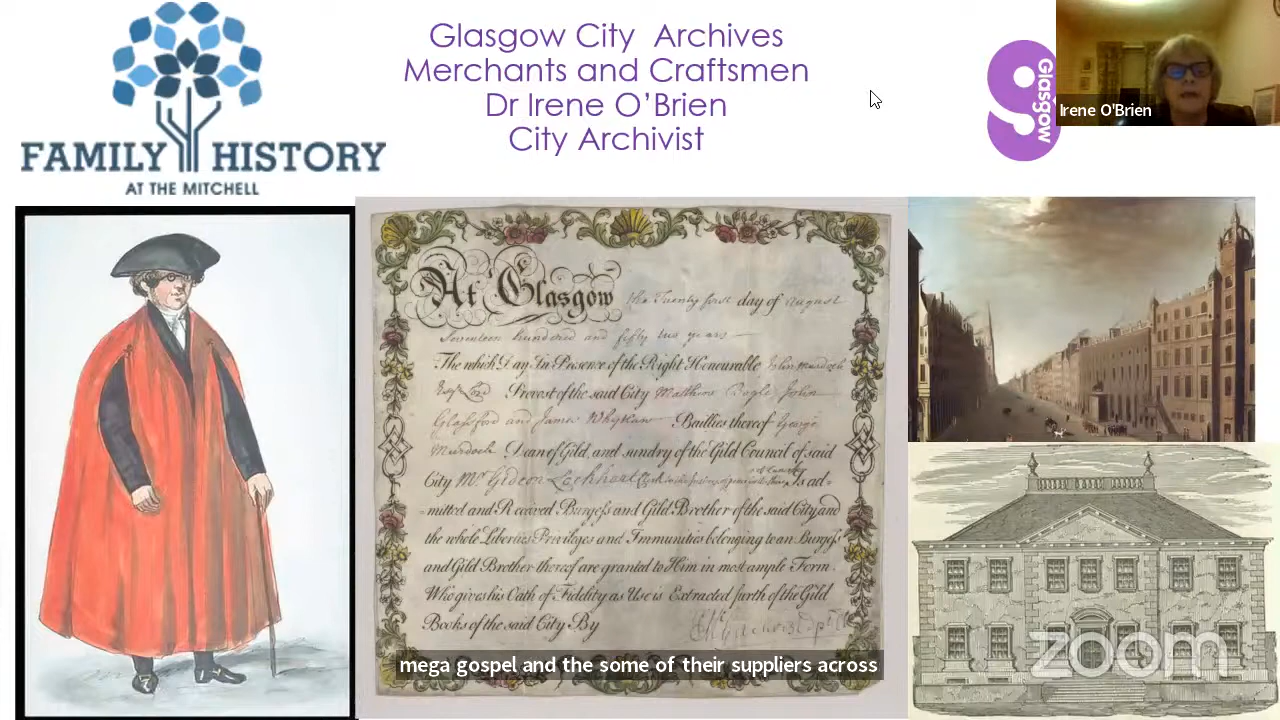 FAMILY HISTORY
AT THE MITCHELL
Glasgow City Archives
Merchants and Craftsmen
Dr Irene O'Brien
City Archivist
Glasgow
Irene O'Brien
At Glasgow the Twenty first day of August
Seventeen hundred and fifty two years
The which Day In Presence of the Right Honourable John Murdoch
Provost of the said City Matthew Bogle John
Glassford and James Whytlaw Baillies thereof George
Murdoch Dean of Gild, and sundry of the Gild Council of said
City Mr Gideon Lockhart Is ad=
=mitted and Received Burgess and Gild Brother of the said City and
the whole Liberties Priviledges and Immunities belonging to an Burgess
and Gild Brother thereof are granted to Him in most ample Form.
Who gives his Oath of Fidelity as Use is Extracted furth of the Gild
Books of the said City By
mega gospel and the some of their suppliers across
zoom